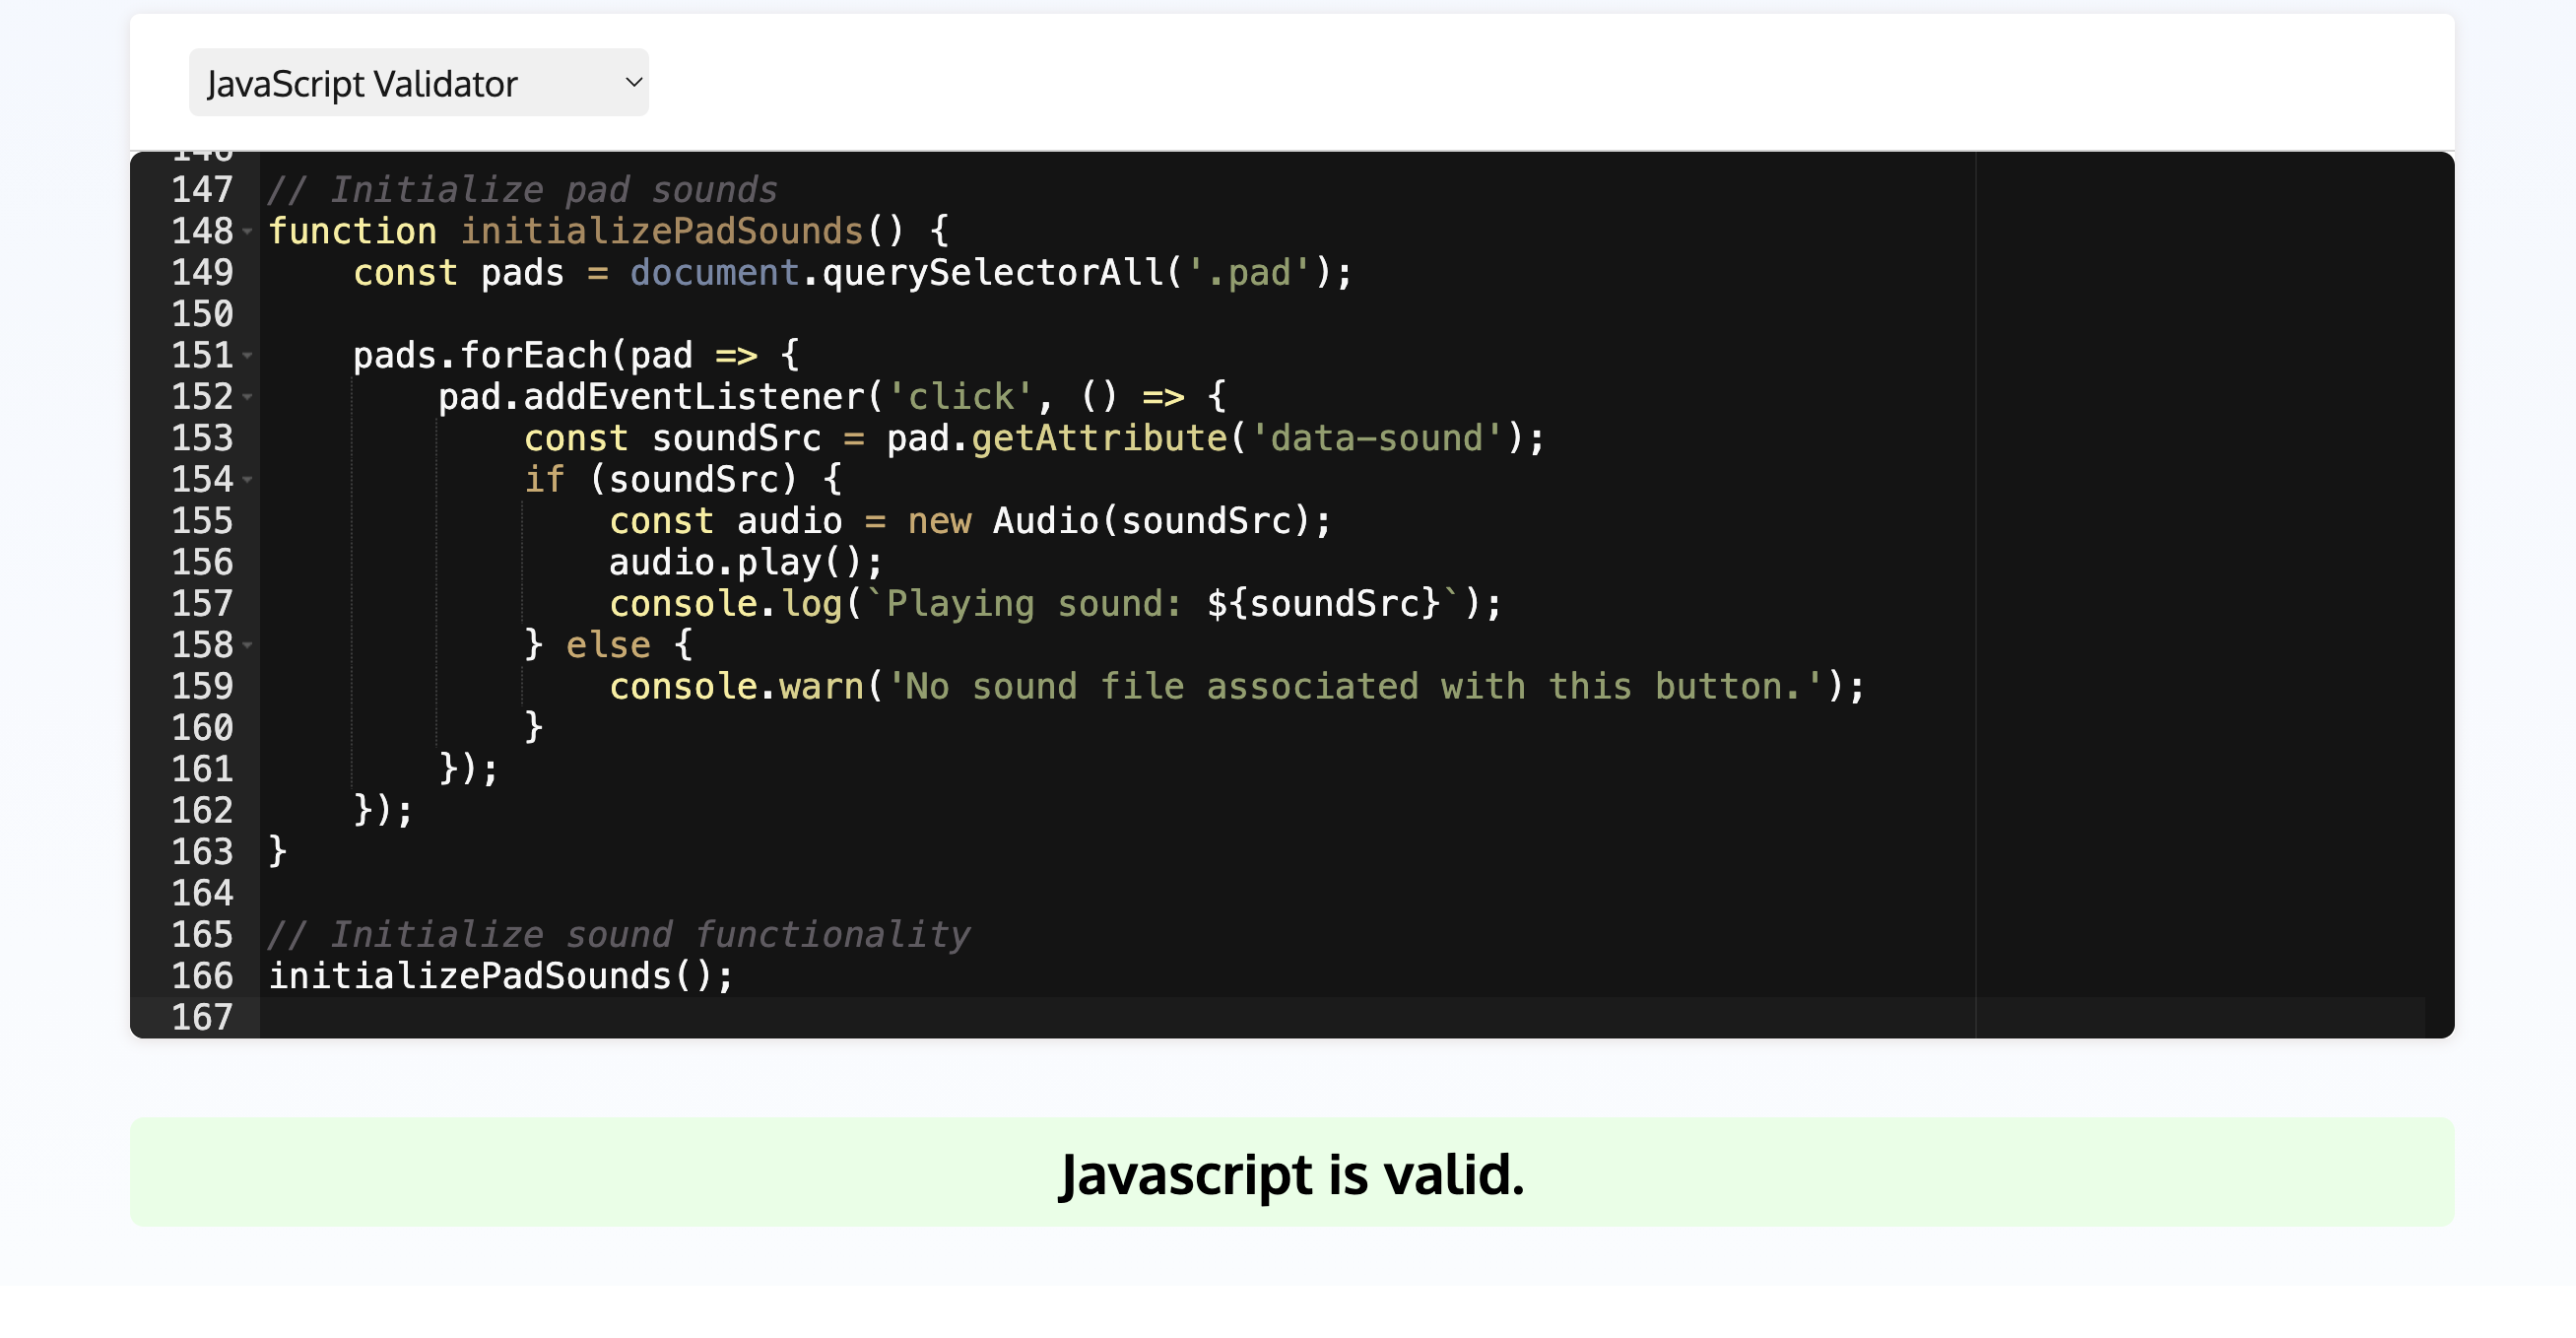 JavaScript Validator
146
147 // Initialize pad sounds
148 function initializePadSounds() {
149     const pads = document.querySelectorAll('.pad');
150
151     pads.forEach(pad => {
152         pad.addEventListener('click', () => {
153             const soundSrc = pad.getAttribute('data-sound');
154             if (soundSrc) {
155                 const audio = new Audio(soundSrc);
156                 audio.play();
157                 console.log(`Playing sound: ${soundSrc}`);
158             } else {
159                 console.warn('No sound file associated with this button.');
160             }
161         });
162     });
163 }
164
165 // Initialize sound functionality
166 initializePadSounds();
167
Javascript is valid.